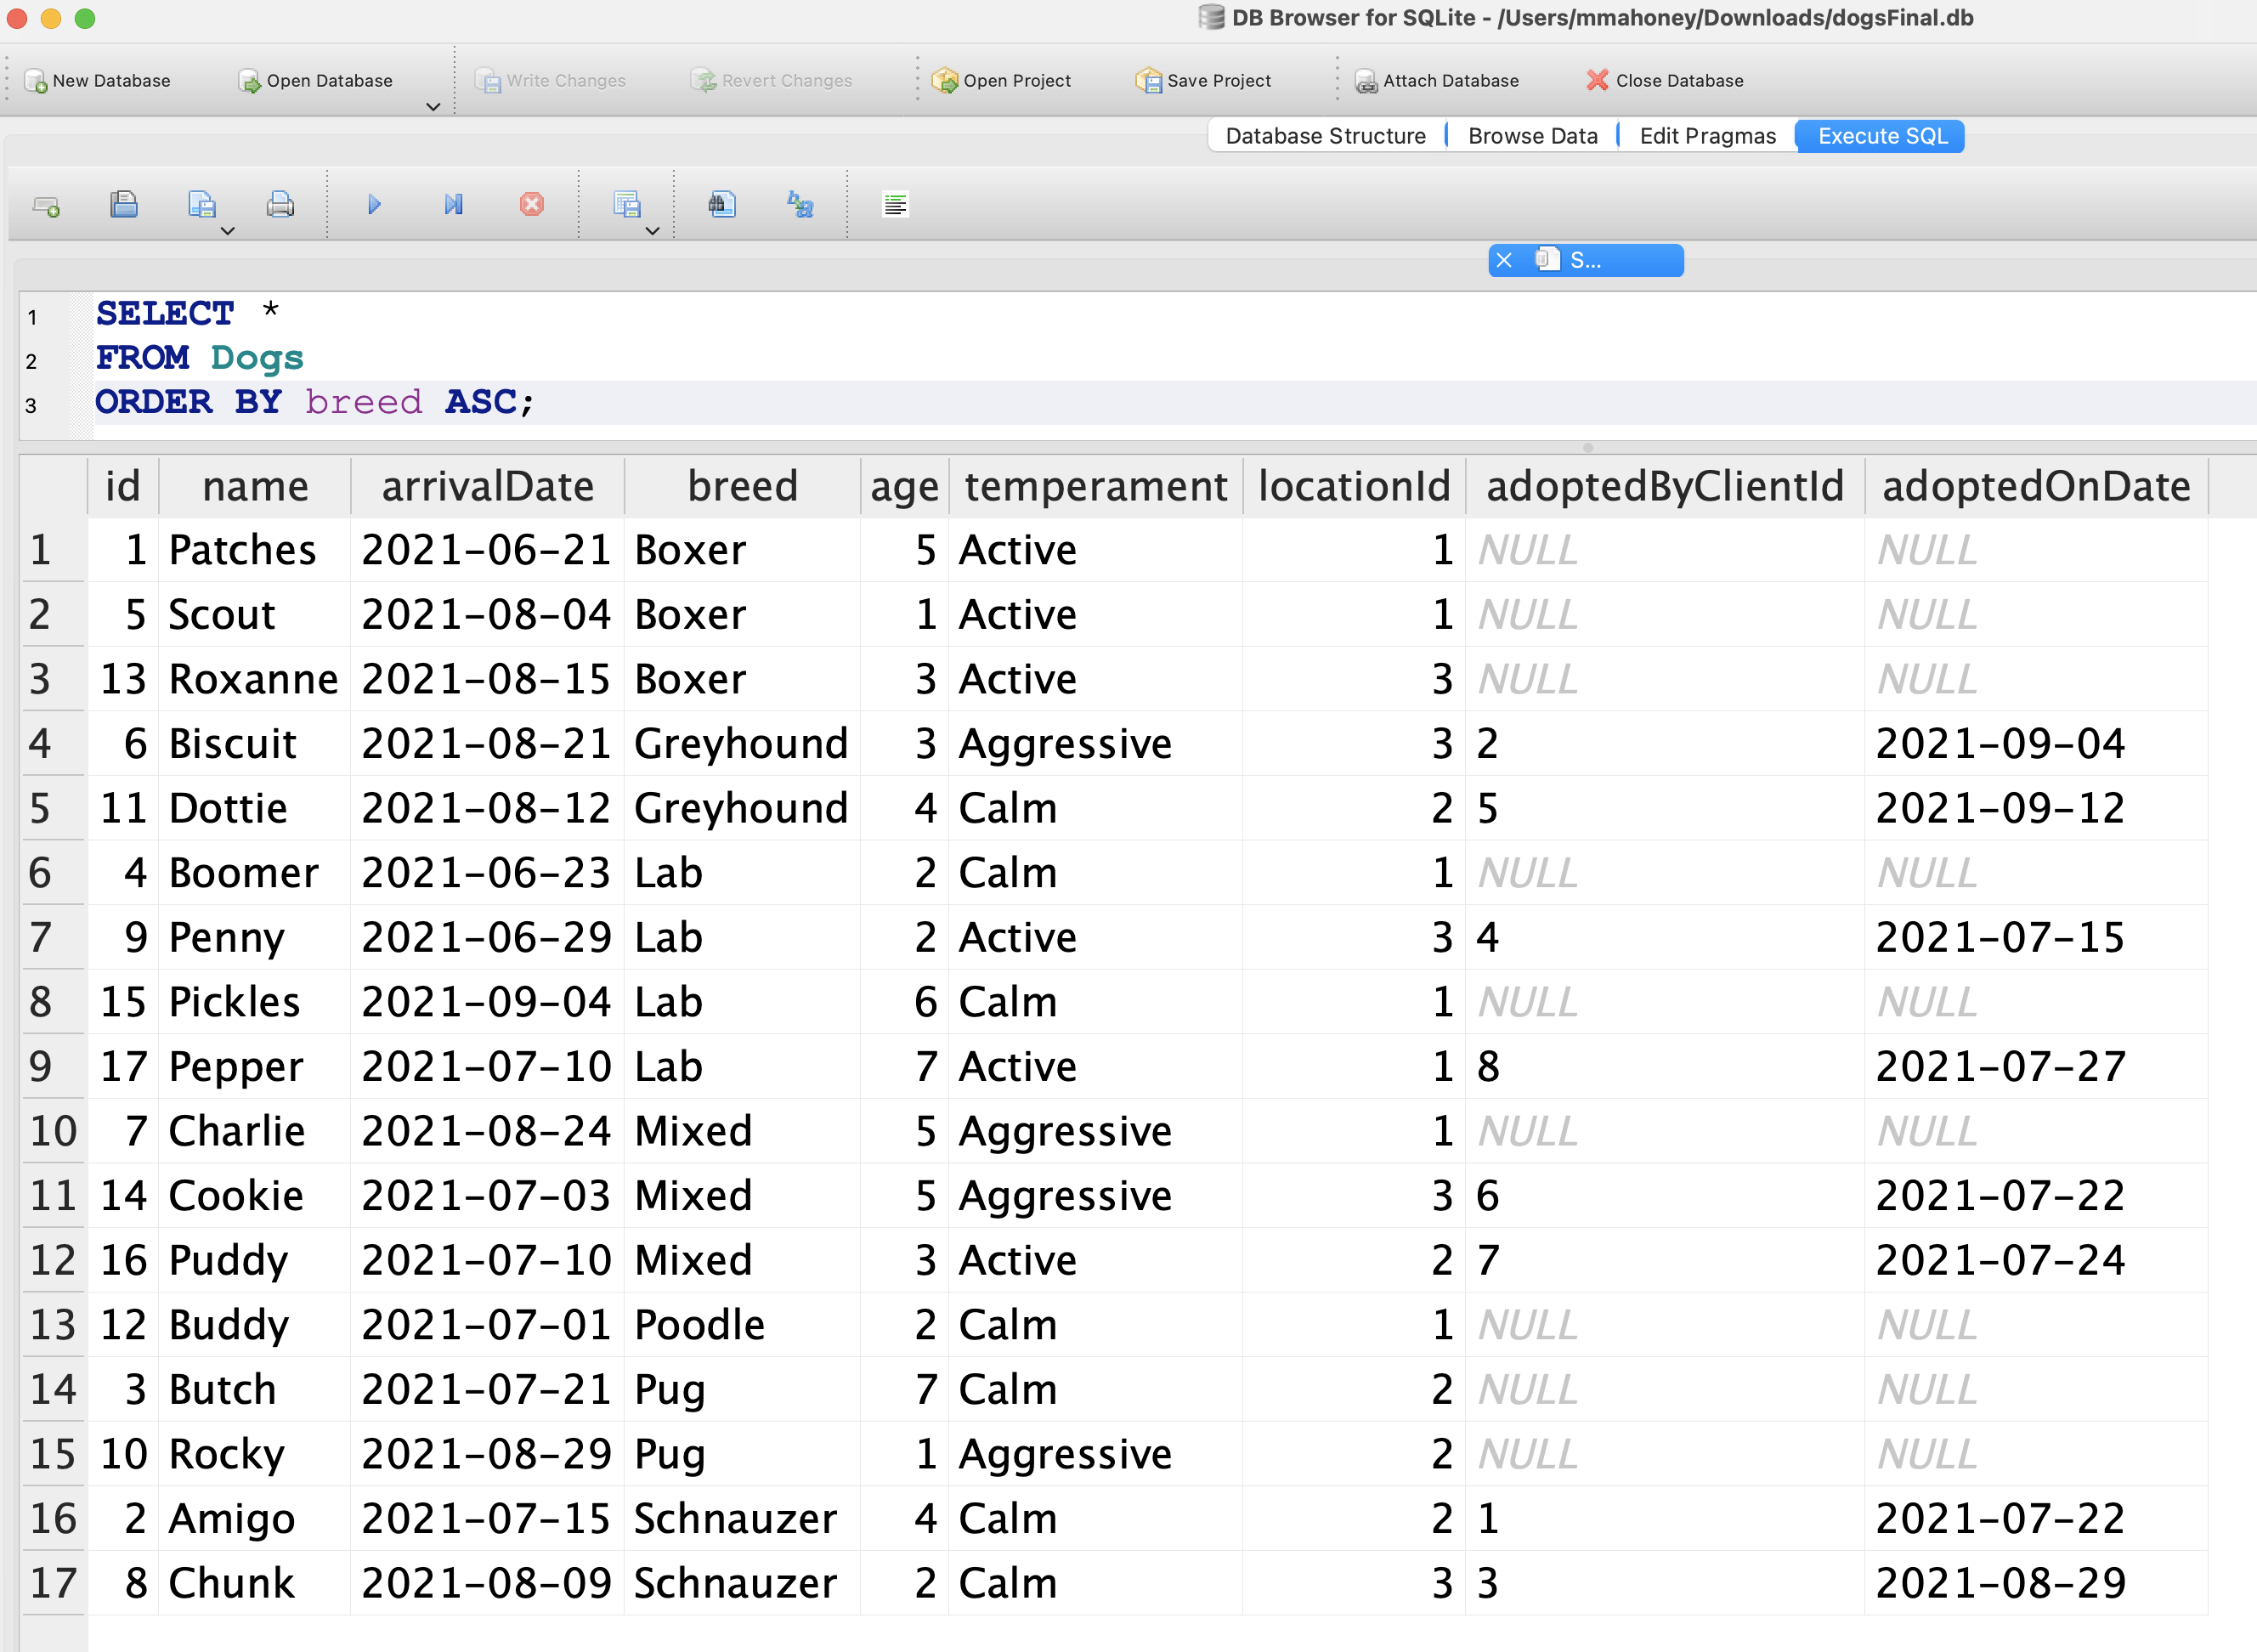 DB Browser for SQLite - /Users/mmahoney/Downloads/dogsFinal.db
New Database Open Database Write Changes Revert Changes Open Project Save Project Attach Database Close Database
Database Structure Browse Data Edit Pragmas Execute SQL
S...
1 SELECT *
2 FROM Dogs
3 ORDER BY breed ASC;
id name arrivalDate breed age temperament locationId adoptedByClientId adoptedOnDate
1 1 Patches 2021-06-21 Boxer 5 Active 1 NULL NULL
2 5 Scout 2021-08-04 Boxer 1 Active 1 NULL NULL
3 13 Roxanne 2021-08-15 Boxer 3 Active 3 NULL NULL
4 6 Biscuit 2021-08-21 Greyhound 3 Aggressive 3 2 2021-09-04
5 11 Dottie 2021-08-12 Greyhound 4 Calm 2 5 2021-09-12
6 4 Boomer 2021-06-23 Lab 2 Calm 1 NULL NULL
7 9 Penny 2021-06-29 Lab 2 Active 3 4 2021-07-15
8 15 Pickles 2021-09-04 Lab 6 Calm 1 NULL NULL
9 17 Pepper 2021-07-10 Lab 7 Active 1 8 2021-07-27
10 7 Charlie 2021-08-24 Mixed 5 Aggressive 1 NULL NULL
11 14 Cookie 2021-07-03 Mixed 5 Aggressive 3 6 2021-07-22
12 16 Puddy 2021-07-10 Mixed 3 Active 2 7 2021-07-24
13 12 Buddy 2021-07-01 Poodle 2 Calm 1 NULL NULL
14 3 Butch 2021-07-21 Pug 7 Calm 2 NULL NULL
15 10 Rocky 2021-08-29 Pug 1 Aggressive 2 NULL NULL
16 2 Amigo 2021-07-15 Schnauzer 4 Calm 2 1 2021-07-22
17 8 Chunk 2021-08-09 Schnauzer 2 Calm 3 3 2021-08-29